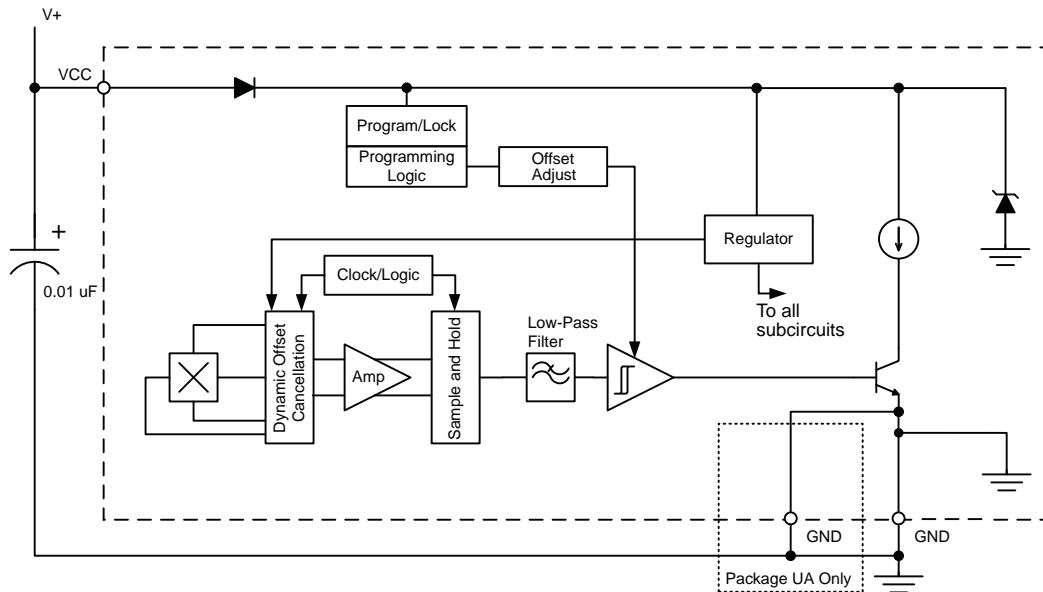 V+
VCC
Program/Lock
Programming
Logic
Offset
Adjust
Regulator
+
0.01 uF
Clock/Logic
To all
subcircuits
Low-Pass
Filter
Dynamic Offset
Cancellation
Amp
Sample and Hold
GND
GND
Package UA Only